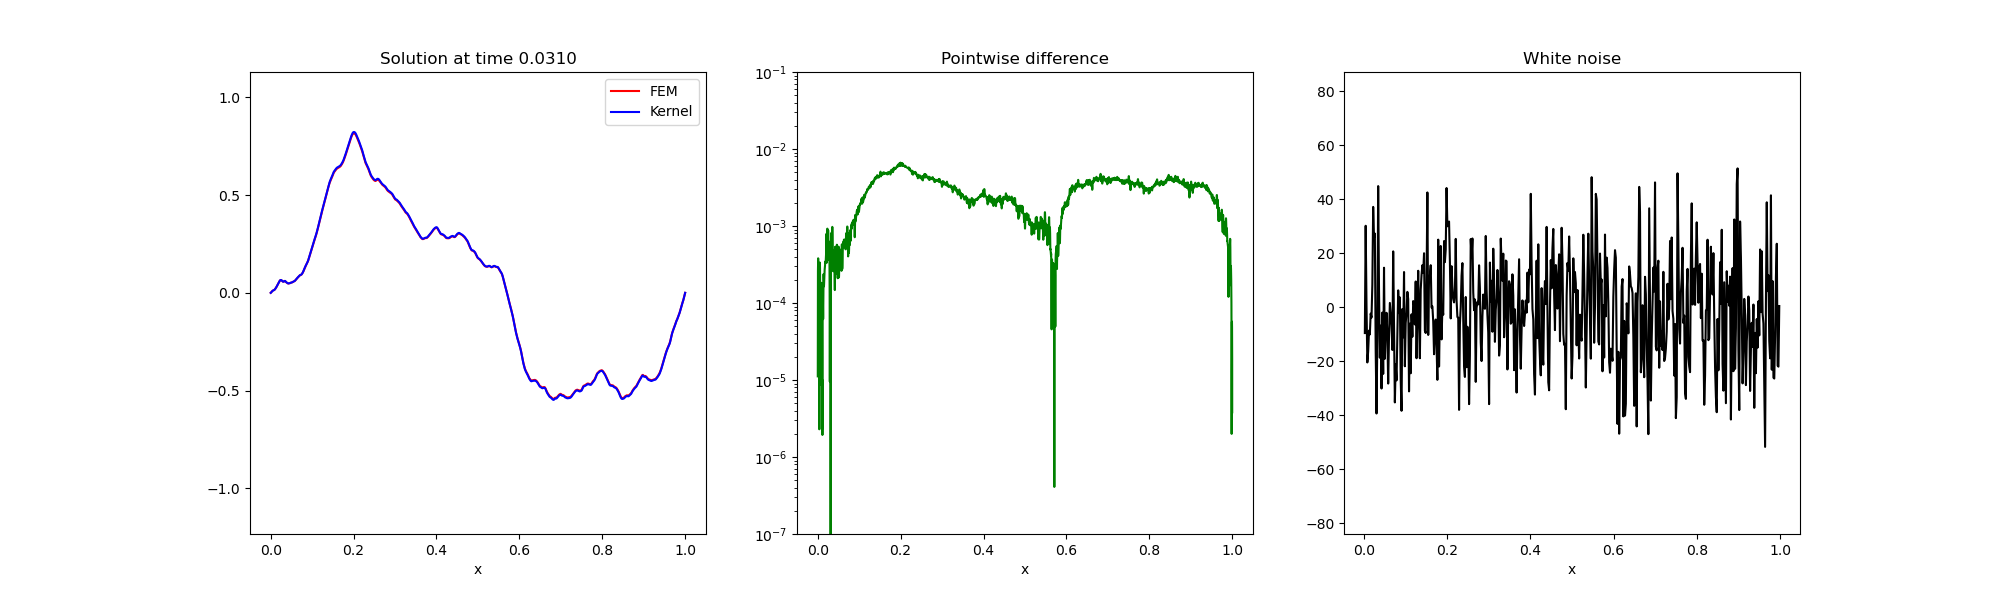 Solution at time 0.0310
1.0
0.5
0.0
−0.5
−1.0
0.0 0.2 0.4 0.6 0.8 1.0
x
FEM
Kernel
Pointwise difference
10⁻¹
10⁻²
10⁻³
10⁻⁴
10⁻⁵
10⁻⁶
10⁻⁷
0.0 0.2 0.4 0.6 0.8 1.0
x
White noise
80
60
40
20
0
−20
−40
−60
−80
0.0 0.2 0.4 0.6 0.8 1.0
x